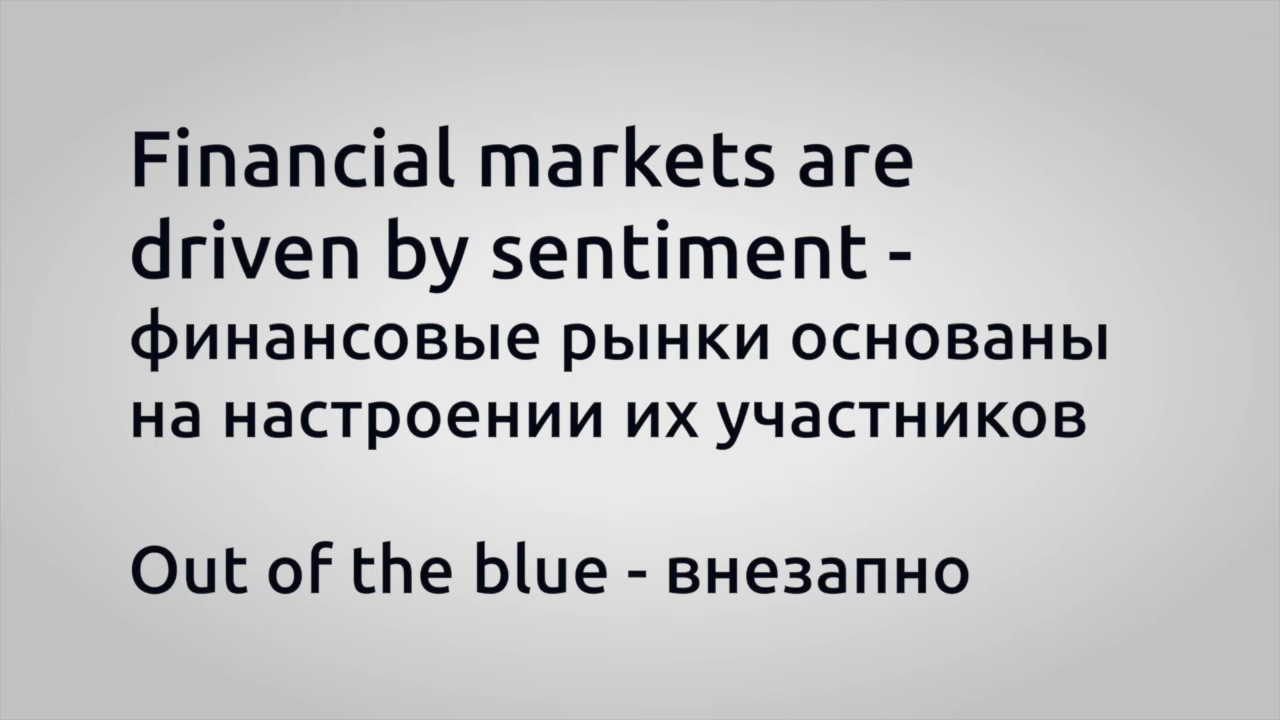 Financial markets are
driven by sentiment -
финансовые рынки основаны
на настроении их участников
Out of the blue - внезапно